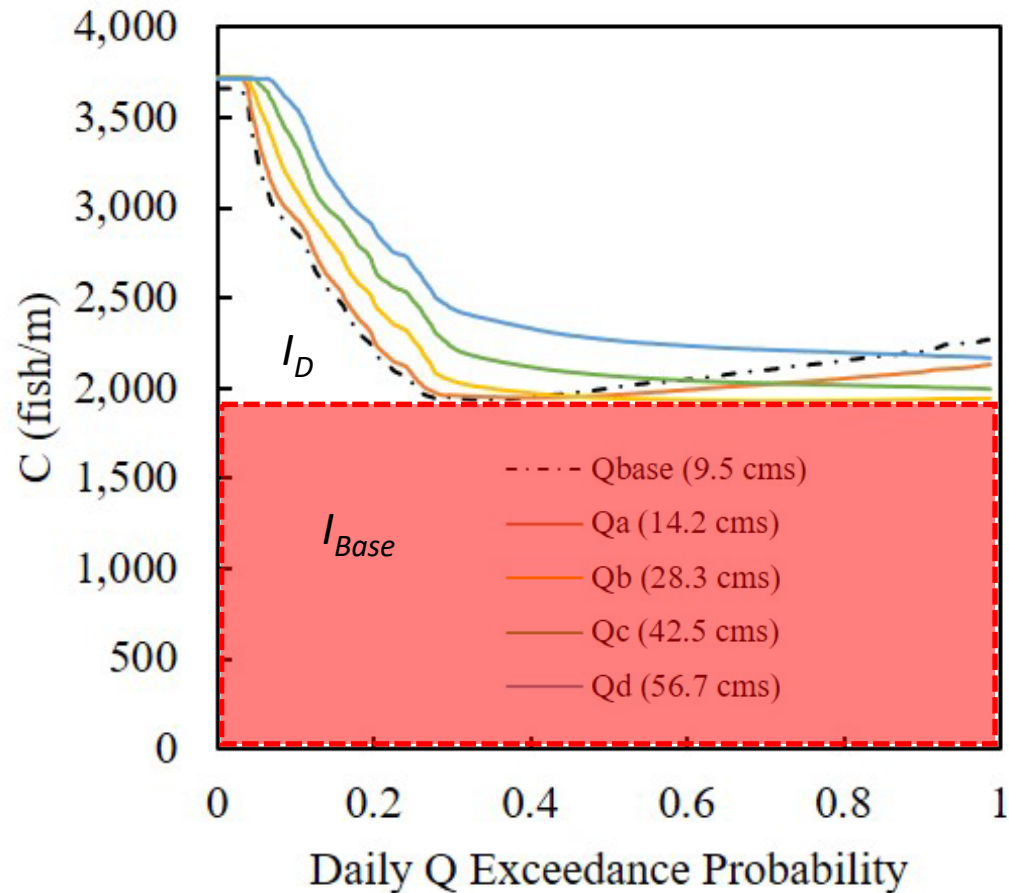 4,000
3,500
3,000
2,500
2,000
1,500
1,000
500
0
C (fish/m)
I_D
I_Base
Qbase (9.5 cms)
Qa (14.2 cms)
Qb (28.3 cms)
Qc (42.5 cms)
Qd (56.7 cms)
0 0.2 0.4 0.6 0.8 1
Daily Q Exceedance Probability